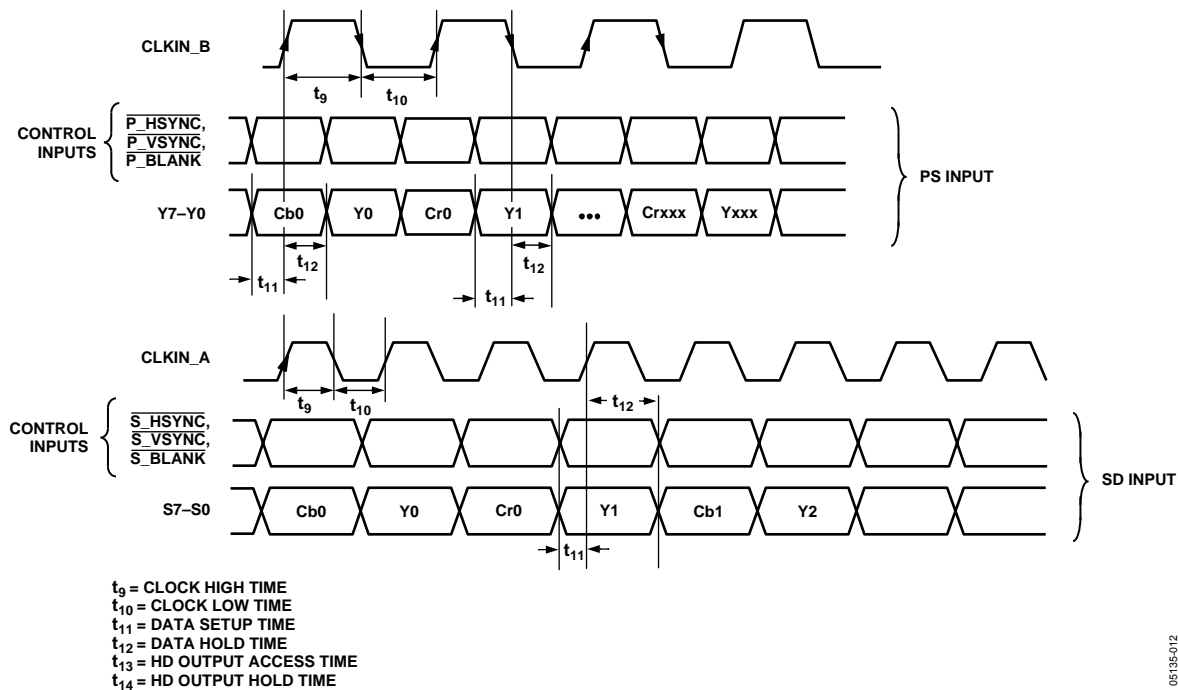 CLKIN_B
t9 t10
CONTROL INPUTS
P_HSYNC,
P_VSYNC,
P_BLANK
PS INPUT
Y7–Y0 Cb0 Y0 Cr0 Y1 ••• Crxxx Yxxx
t12 t12
t11 t11
CLKIN_A
t9 t10 t12
CONTROL INPUTS
S_HSYNC,
S_VSYNC,
S_BLANK
SD INPUT
S7–S0 Cb0 Y0 Cr0 Y1 Cb1 Y2
t11
t9 = CLOCK HIGH TIME
t10 = CLOCK LOW TIME
t11 = DATA SETUP TIME
t12 = DATA HOLD TIME
t13 = HD OUTPUT ACCESS TIME
t14 = HD OUTPUT HOLD TIME
05135-012